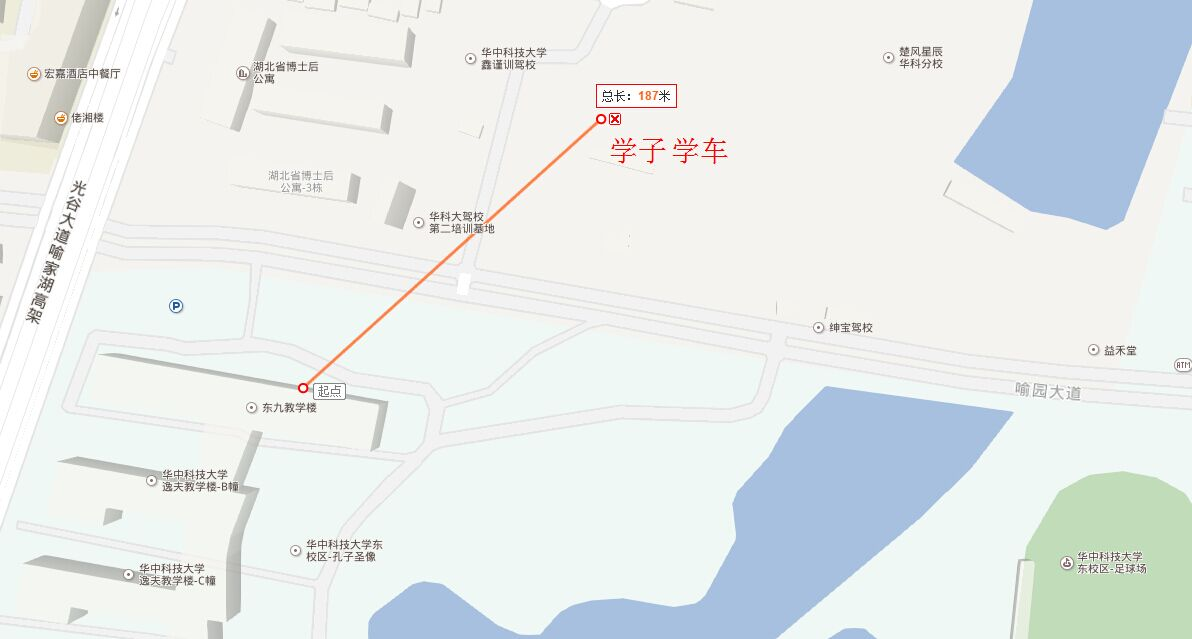 华中科技大学
鑫谨训驾校
楚风星辰
华科分校
宏嘉酒店中餐厅
湖北省博士后
公寓
总长：187米
佬湘楼
学子 学车
湖北省博士后
公寓-3栋
光谷大道喻家湖高架
华科大驾校
第二培训基地
P
绅宝驾校
益禾堂
ATM
起点
喻园大道
东九教学楼
华中科技大学
逸夫教学楼-B幢
华中科技大学东
校区-孔子圣像
华中科技大学
东校区-足球场
华中科技大学
逸夫教学楼-C幢